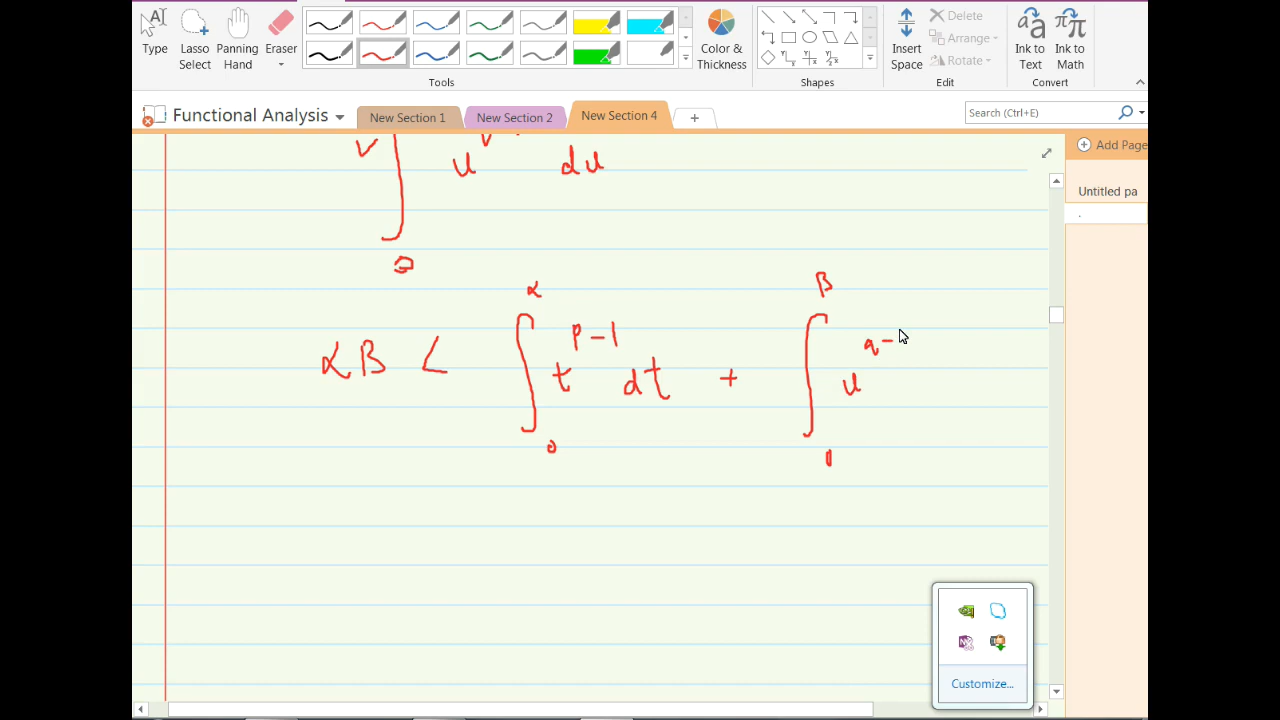 Type
Lasso Select
Panning Hand
Eraser
Color & Thickness
Insert Space
Delete
Arrange
Rotate
Ink to Text
Ink to Math
Tools
Shapes
Edit
Convert
Functional Analysis
New Section 1
New Section 2
New Section 4
Search (Ctrl+E)
Add Page
Untitled pa
.
u du
0
α β
αβ < ∫ t^{p-1} dt + ∫ u^{q-
0 0
Customize...